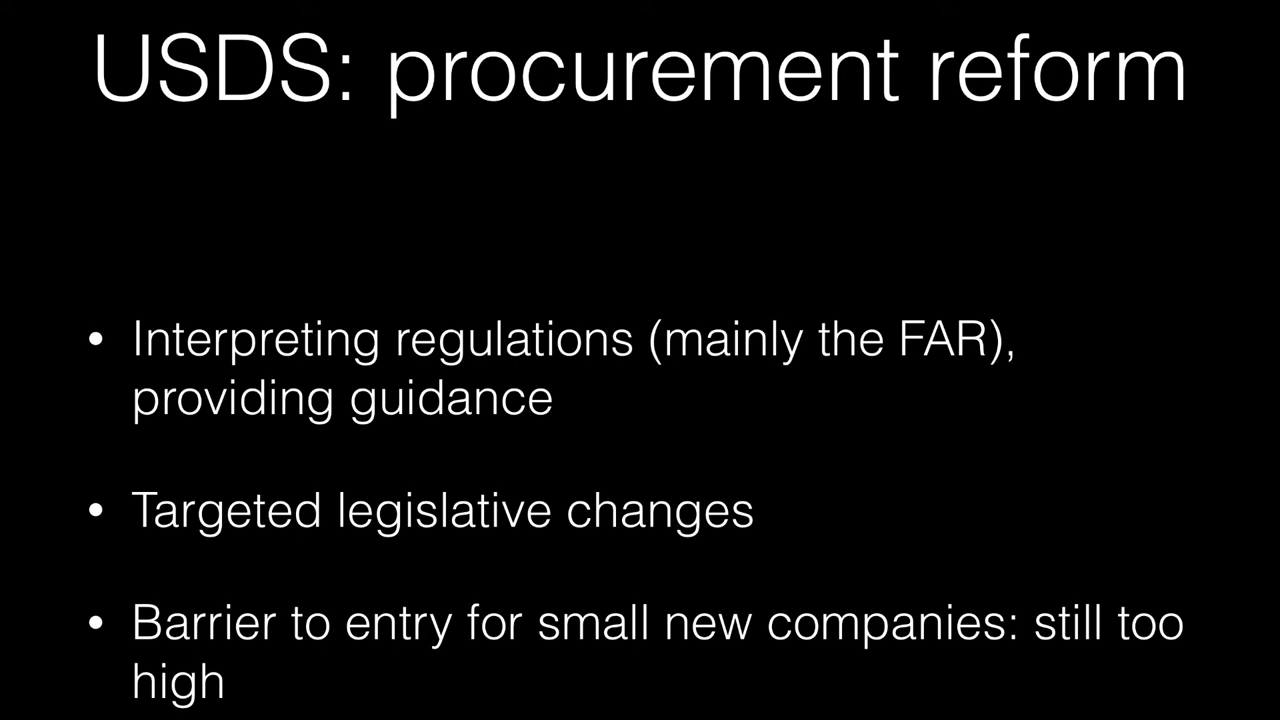 USDS: procurement reform
• Interpreting regulations (mainly the FAR),
providing guidance
• Targeted legislative changes
• Barrier to entry for small new companies: still too
high